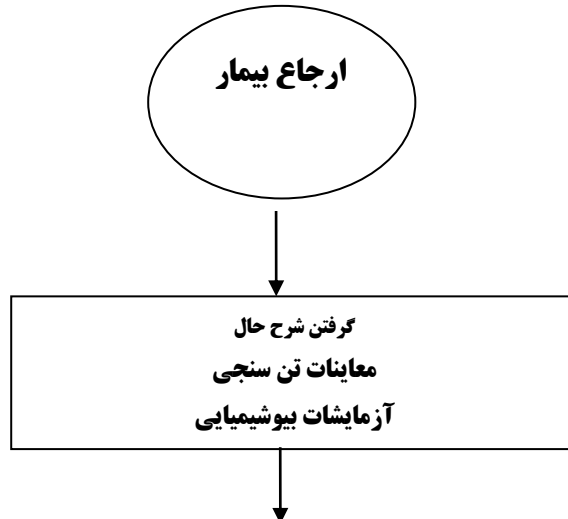 ارجاع بیمار
گرفتن شرح حال
معاینات تن سنجی
آزمایشات بیوشیمیایی